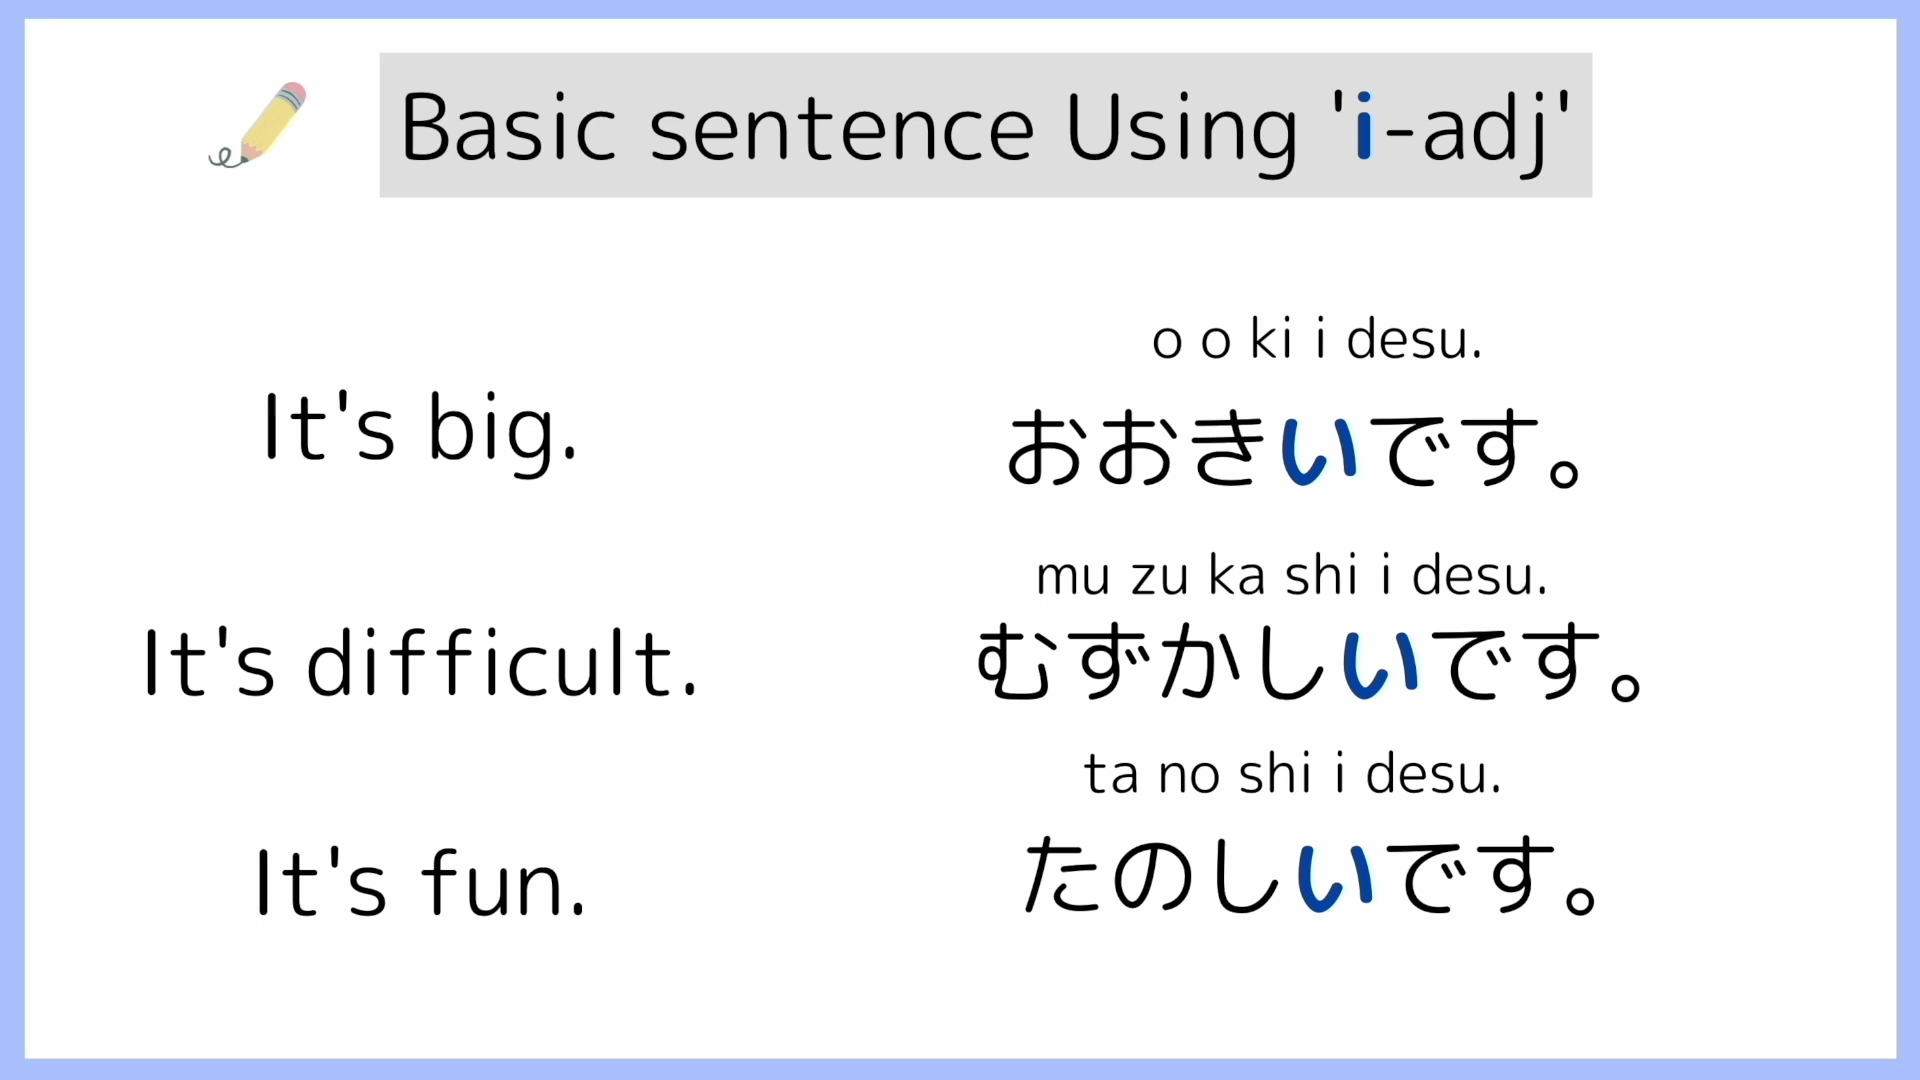 Basic sentence Using 'i-adj'
o o ki i desu.
It's big.
おおきいです。
mu zu ka shi i desu.
It's difficult.
むずかしいです。
ta no shi i desu.
It's fun.
たのしいです。